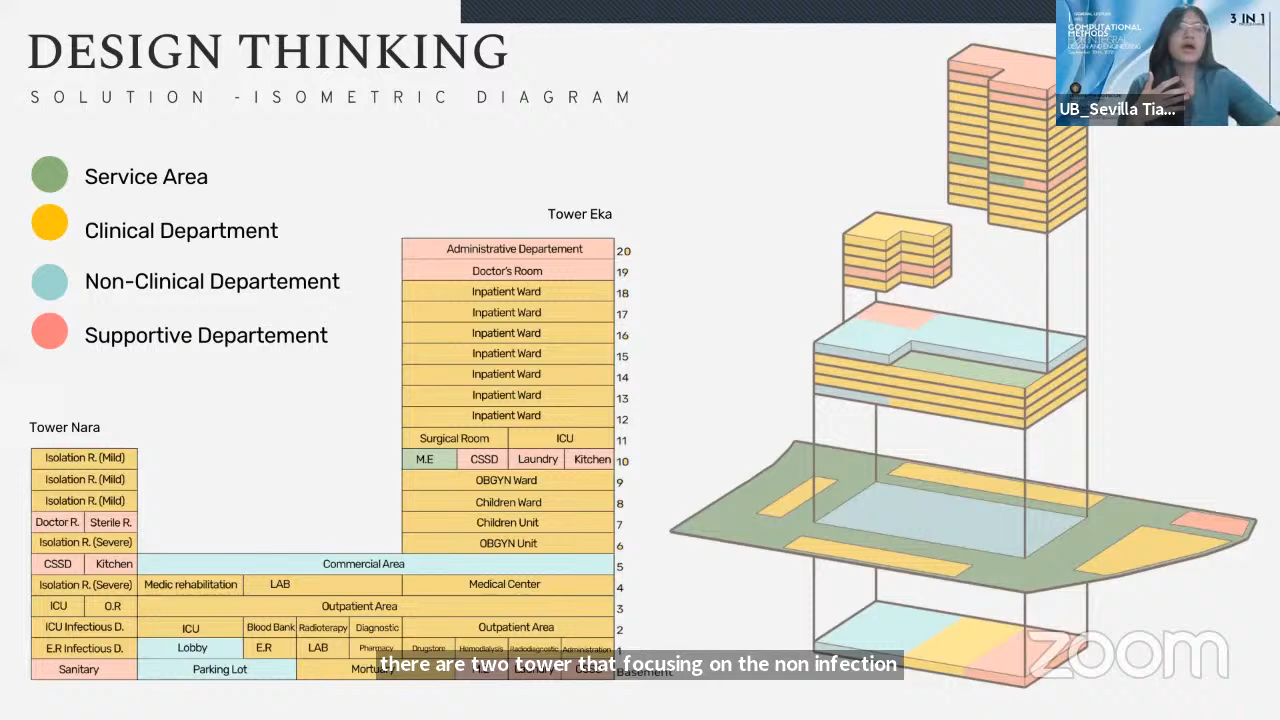 DESIGN THINKING
SOLUTION -ISOMETRIC DIAGRAM
Service Area
Clinical Department
Non-Clinical Departement
Supportive Departement
Tower Eka
Administrative Departement 20
Doctor's Room 19
Inpatient Ward 18
Inpatient Ward 17
Inpatient Ward 16
Inpatient Ward 15
Inpatient Ward 14
Inpatient Ward 13
Inpatient Ward 12
Surgical Room ICU 11
M.E CSSD Laundry Kitchen 10
OBGYN Ward 9
Children Ward 8
Children Unit 7
OBGYN Unit 6
Tower Nara
Isolation R. (Mild)
Isolation R. (Mild)
Isolation R. (Mild)
Doctor R. Sterile R.
Isolation R. (Severe)
CSSD Kitchen Commercial Area 5
Isolation R. (Severe) Medic rehabilitation LAB Medical Center 4
ICU O.R Outpatient Area 3
ICU Infectious D. ICU Blood Bank Radioterapy Diagnostic Outpatient Area 2
E.R Infectious D. Lobby E.R LAB Pharmacy Drugstore Hemodialysis Radiodiagnostic Administration 1
Sanitary Parking Lot Mortuary M.E Laundry CSSD Basement
there are two tower that focusing on the non infection
3 IN 1
COMPUTATIONAL
METHODS
UB_Sevilla Tia...
zoom